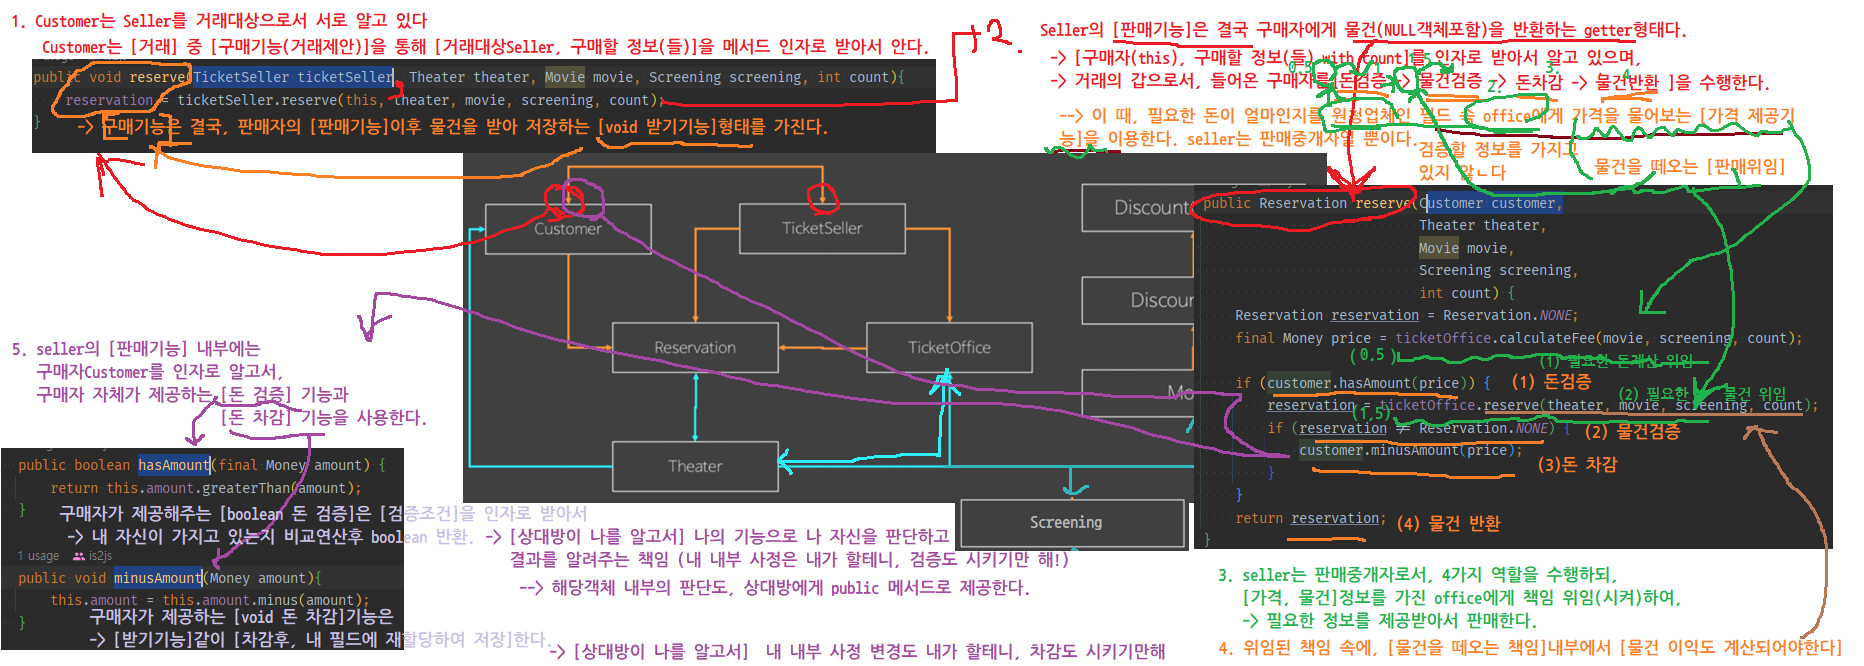 1. Customer는 Seller를 거래대상으로서 서로 알고 있다
Customer는 [거래] 중 [구매기능(거래제안)]을 통해 [거래대상Seller, 구매할 정보(들)]을 메서드 인자로 받아서 안다.
public void reserve(TicketSeller ticketSeller, Theater theater, Movie movie, Screening screening, int count){
reservation = ticketSeller.reserve(this, theater, movie, screening, count);
}
-> 구매기능은 결국, 판매자의 [판매기능]이후 물건을 받아 저장하는 [void 받기기능]형태를 가진다.
2.
Seller의 [판매기능]은 결국 구매자에게 물건(NULL객체포함)을 반환하는 getter형태다.
-> [구매자(this), 구매할 정보(들) with count]를 인자로 받아서 알고 있으며,
0.5 1 1.5 2 3. 4
-> 거래의 갑으로서, 들어온 구매자를 [돈검증 -> 물건검증 -> 돈차감 -> 물건반환 ]을 수행한다.
--> 이 때, 필요한 돈이 얼마인지를 원청업체인 필드 속 office에게 가격을 물어보는 [가격 제공기
능]을 이용한다. seller는 판매중개자일 뿐이다.
검증할 정보를 가지고
있지 않ㄴ다
물건을 떼오는 [판매위임]
Customer
TicketSeller
Reservation
TicketOffice
Theater
Screening
public Reservation reserve(Customer customer,
Theater theater,
Movie movie,
Screening screening,
int count) {
Reservation reservation = Reservation.NONE;
final Money price = ticketOffice.calculateFee(movie, screening, count);
(0.5)
(1) 필요한 돈계산 위임
if (customer.hasAmount(price)) {
(1) 돈검증
(2) 필요한 물건 위임
reservation = ticketOffice.reserve(theater, movie, screening, count);
(1.5)
if (reservation ≠ Reservation.NONE) {
(2) 물건검증
customer.minusAmount(price);
(3)돈 차감
}
}
return reservation;
(4) 물건 반환
}
5. seller의 [판매기능] 내부에는
구매자Customer를 인자로 알고서,
구매자 자체가 제공하는 [돈 검증] 기능과
[돈 차감] 기능을 사용한다.
public boolean hasAmount(final Money amount) {
return this.amount.greaterThan(amount);
}
구매자가 제공해주는 [boolean 돈 검증]은 [검증조건]을 인자로 받아서
-> 내 자신이 가지고 있는지 비교연산후 boolean 반환.
-> [상대방이 나를 알고서] 나의 기능으로 나 자신을 판단하고
결과를 알려주는 책임 (내 내부 사정은 내가 할테니, 검증도 시키기만 해!)
--> 해당객체 내부의 판단도, 상대방에게 public 메서드로 제공한다.
1 usage is2js
public void minusAmount(Money amount){
this.amount = this.amount.minus(amount);
}
구매자가 제공하는 [void 돈 차감]기능은
-> [받기기능]같이 [차감후, 내 필드에 재할당하여 저장]한다.
-> [상대방이 나를 알고서] 내 내부 사정 변경도 내가 할테니, 차감도 시키기만해
3. seller는 판매중개자로서, 4가지 역할을 수행하되,
[가격, 물건]정보를 가진 office에게 책임 위임(시켜)하여,
-> 필요한 정보를 제공받아서 판매한다.
4. 위임된 책임 속에, [물건을 떼오는 책임]내부에서 [물건 이익도 계산되어야한다]